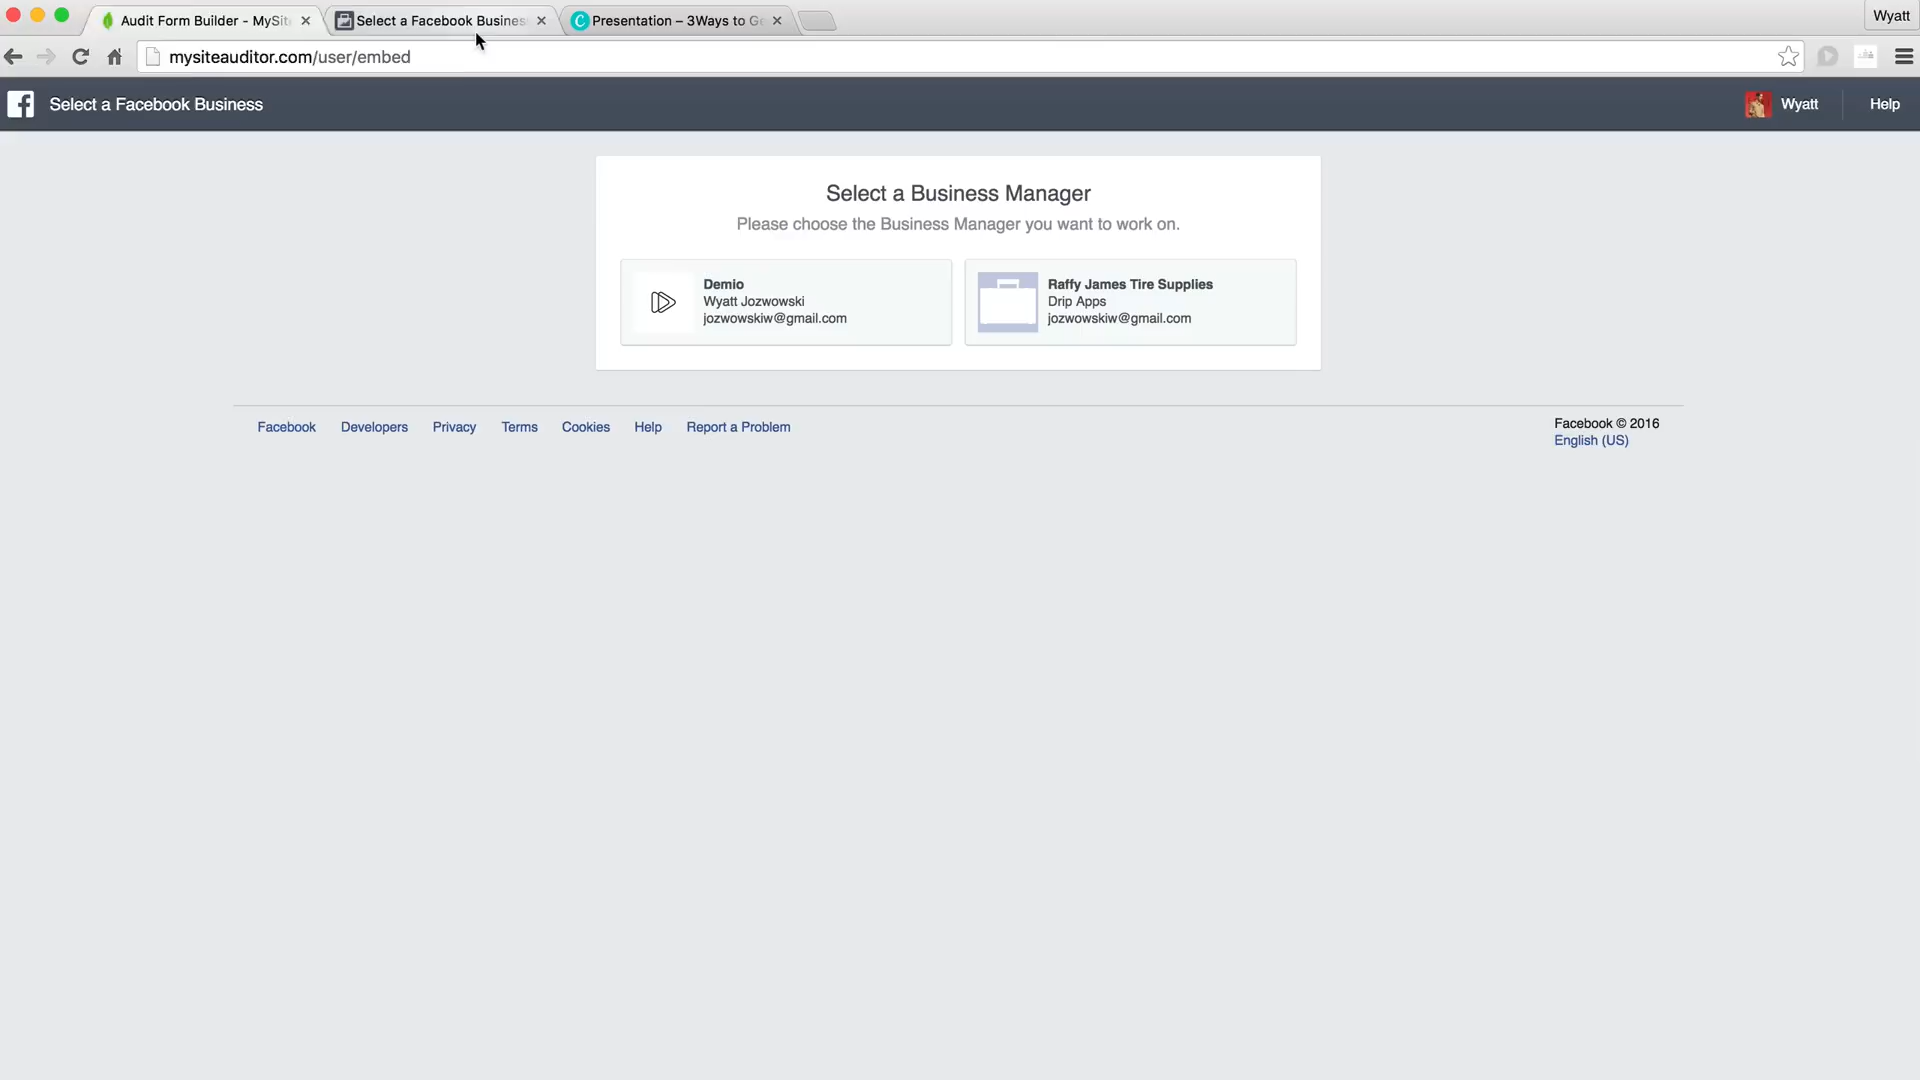 Audit Form Builder - MySit
Select a Facebook Busines
Presentation – 3Ways to Ge
Wyatt
mysiteauditor.com/user/embed
Select a Facebook Business
Wyatt
Help
Select a Business Manager
Please choose the Business Manager you want to work on.
Demio
Wyatt Jozwowski
jozwowskiw@gmail.com
Raffy James Tire Supplies
Drip Apps
jozwowskiw@gmail.com
Facebook Developers Privacy Terms Cookies Help Report a Problem
Facebook © 2016
English (US)